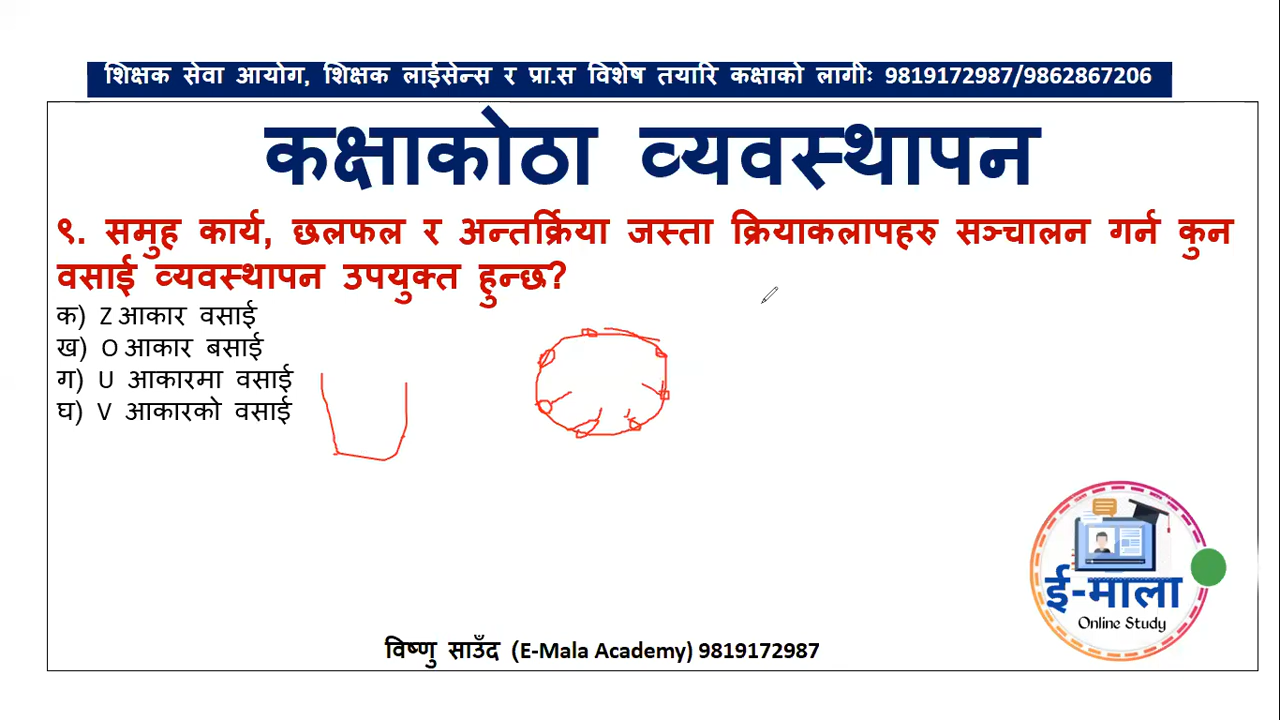 शिक्षक सेवा आयोग, शिक्षक लाईसेन्स र प्रा.स विशेष तयारि कक्षाको लागीः 9819172987/9862867206
कक्षाकोठा व्यवस्थापन
९. समुह कार्य, छलफल र अन्तर्क्रिया जस्ता क्रियाकलापहरु सञ्चालन गर्न कुन
वसाई व्यवस्थापन उपयुक्त हुन्छ?
क) Z आकार वसाई
ख) O आकार बसाई
ग) U आकारमा वसाई
घ) V आकारको वसाई
ई-माला
Online Study
विष्णु साउँद (E-Mala Academy) 9819172987